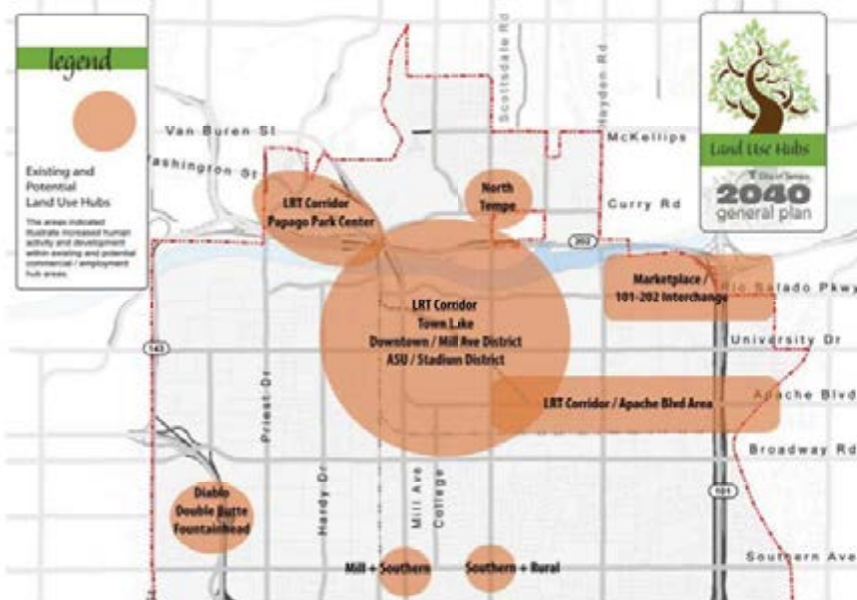 legend
Existing and
Potential
Land Use Hubs
The areas indicated
illustrate increased human
activity and development
within existing and potential
commercial / employment
hub areas.
Scottsdale Rd
Hayden Rd
Land Use Hubs
City of Tempe
2040
general plan
Van Buren St
McKellips
Washington St
LRT Corridor
Papago Park Center
North
Tempe
Curry Rd
202
Marketplace /
101-202 Interchange
Rio Salado Pkwy
LRT Corridor
Town Lake
Downtown / Mill Ave District
ASU / Stadium District
University Dr
143
LRT Corridor / Apache Blvd Area
Apache Blvd
Priest Dr
Broadway Rd
Hardy Dr
Mill Ave
College
101
Diablo
Double Butte
Fountainhead
Southern Ave
Mill + Southern
Southern + Rural